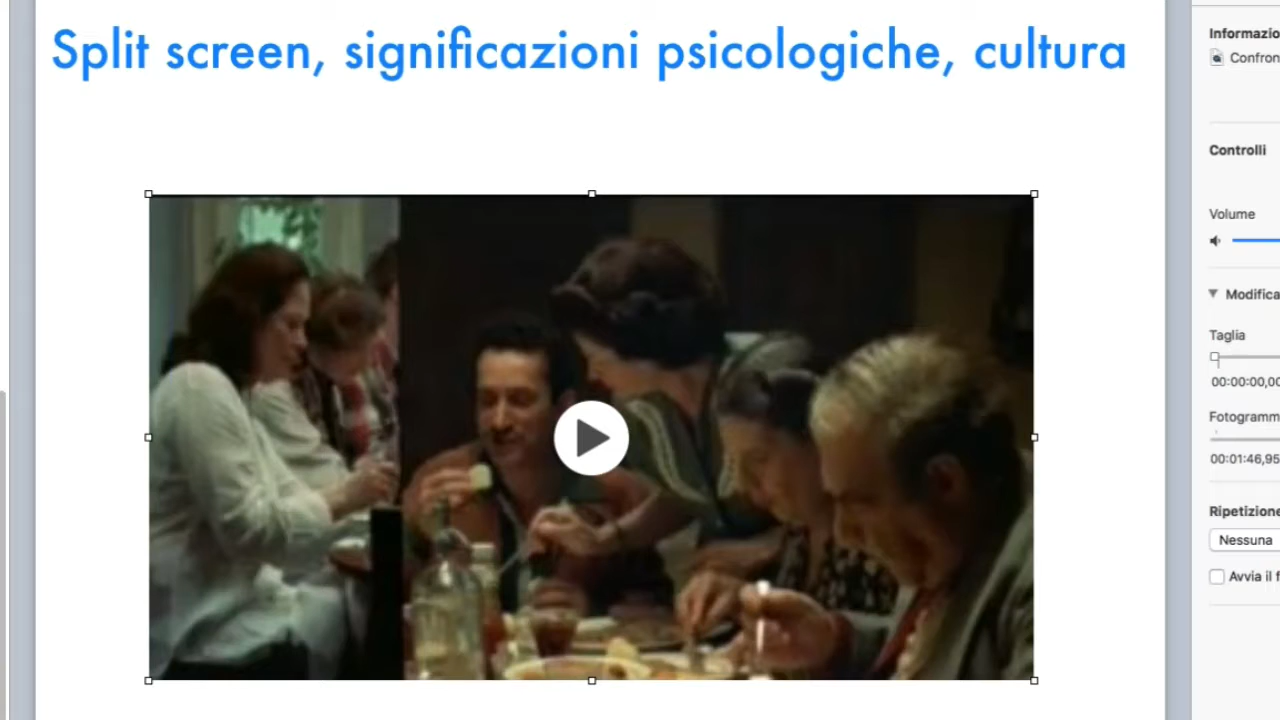 Split screen, significazioni psicologiche, cultura
Informazio
Confron
Controlli
Volume
Modifica
Taglia
00:00:00,00
Fotogramm
00:01:46,95
Ripetizione
Nessuna
Avvia il f